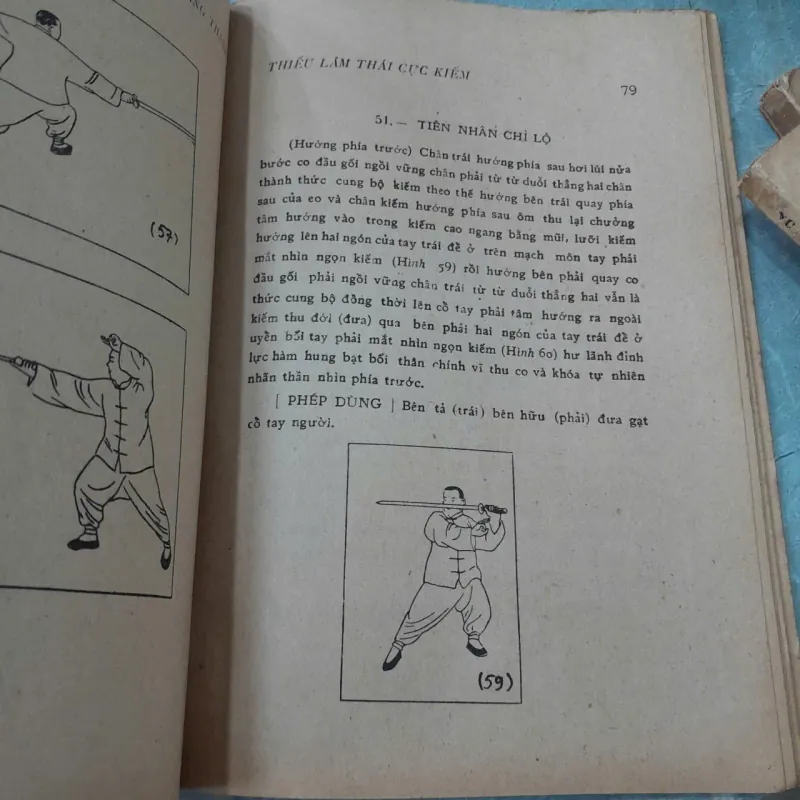 (57)
THIẾU LÂM THÁI CỰC KIẾM
79
51. — TIÊN NHÂN CHỈ LỘ
(Hướng phía trước) Chân trái hướng phía sau hơi lùi nửa
bước co đầu gối ngồi vững chân phải từ từ duỗi thẳng hai chân
thành thức cung bộ kiếm theo thế hướng bên trái quay phía
sau của eo và chân kiếm hướng phía sau ôm thu lại chưởng
tâm hướng vào trong kiếm cao ngang bằng mũi, lưỡi kiếm
hướng lên hai ngón của tay trái đề ở trên mạch môn tay phải
mắt nhìn ngọn kiếm (Hình 59) rồi hướng bên phải quay co
đầu gối phải ngồi vững chân trái từ từ duỗi thẳng hai vẫn là
thức cung bộ đồng thời lên cổ tay phải tâm hướng ra ngoài
kiếm thu đới (đưa) qua bên phải hai ngón của tay trái đề ở
uyền bối tay phải mắt nhìn ngọn kiếm (Hình 60) hư lãnh đỉnh
lực hàm hung bạt bối thân chính vĩ thu co và khóa tự nhiên
nhãn thần nhìn phía trước.
[ PHÉP DÙNG ] Bên tả (trái) bên hữu (phải) đưa gạt
cổ tay người.
(59)